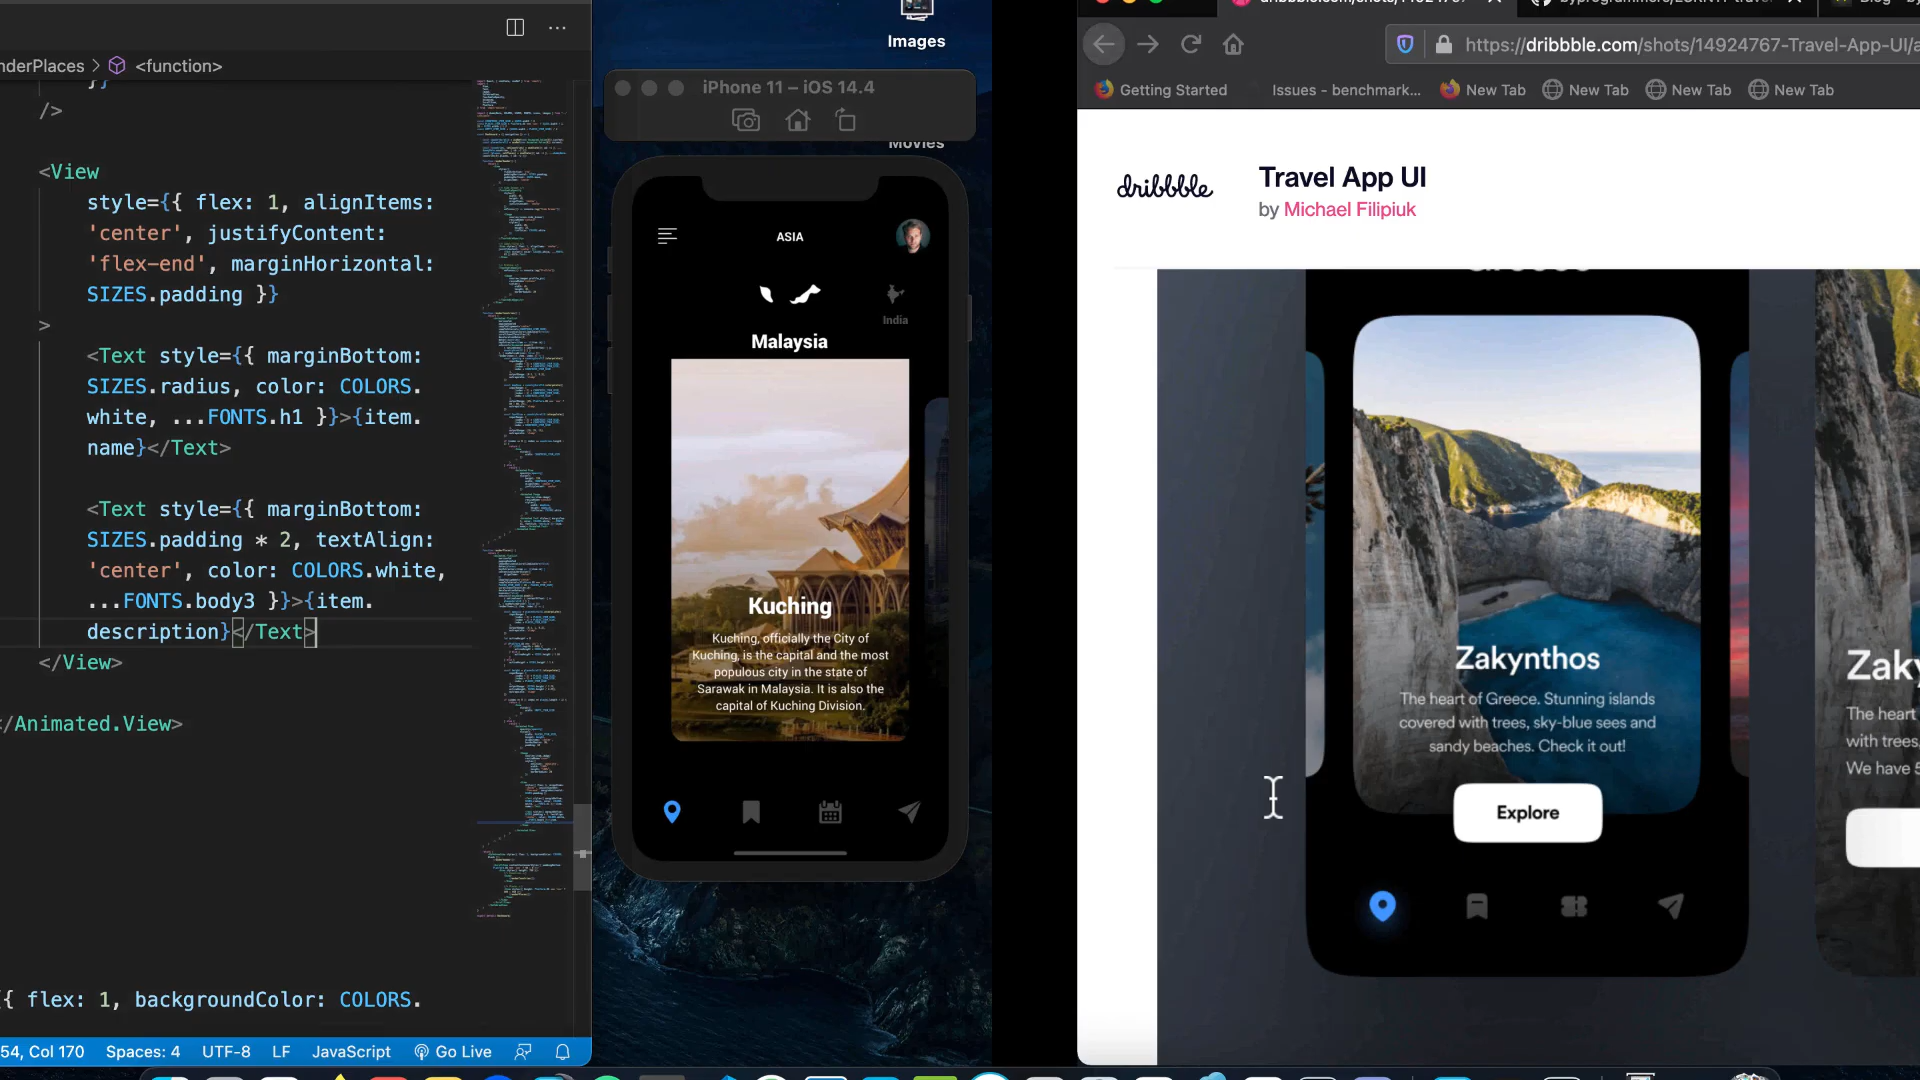 nderPlaces > <function>
}}
/>
<View
style={{ flex: 1, alignItems:
'center', justifyContent:
'flex-end', marginHorizontal:
SIZES.padding }}
>
<Text style={{ marginBottom:
SIZES.radius, color: COLORS.
white, ...FONTS.h1 }}>{item.
name}</Text>
<Text style={{ marginBottom:
SIZES.padding * 2, textAlign:
'center', color: COLORS.white,
...FONTS.body3 }}>{item.
description}</Text>
</View>
</Animated.View>
{{ flex: 1, backgroundColor: COLORS.
54, Col 170 Spaces: 4 UTF-8 LF JavaScript Go Live
Images
iPhone 11 – iOS 14.4
Movies
ASIA
India
Malaysia
Kuching
Kuching, officially the City of
Kuching, is the capital and the most
populous city in the state of
Sarawak in Malaysia. It is also the
capital of Kuching Division.
https://dribbble.com/shots/14924767-Travel-App-UI/a
Getting Started Issues - benchmark... New Tab New Tab New Tab New Tab
dribbble
Travel App UI
by Michael Filipiuk
Greece
Zakynthos
The heart of Greece. Stunning islands
covered with trees, sky-blue sees and
sandy beaches. Check it out!
Explore
Zaky
The heart
with trees,
We have 5